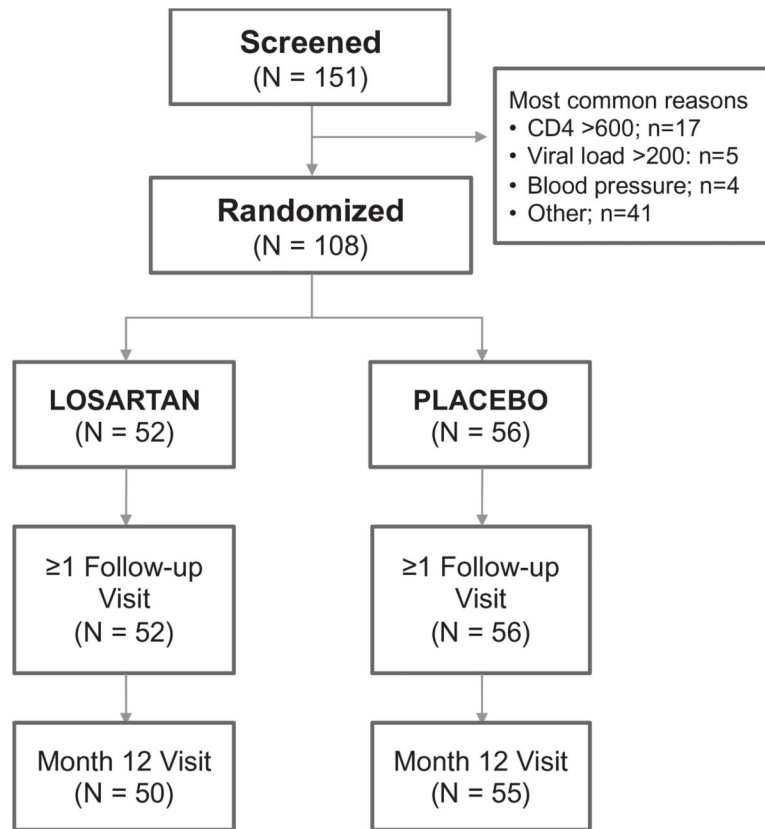 Screened
(N = 151)
Most common reasons
• CD4 >600; n=17
• Viral load >200: n=5
• Blood pressure; n=4
• Other; n=41
Randomized
(N = 108)
LOSARTAN
(N = 52)
PLACEBO
(N = 56)
≥1 Follow-up
Visit
(N = 52)
≥1 Follow-up
Visit
(N = 56)
Month 12 Visit
(N = 50)
Month 12 Visit
(N = 55)